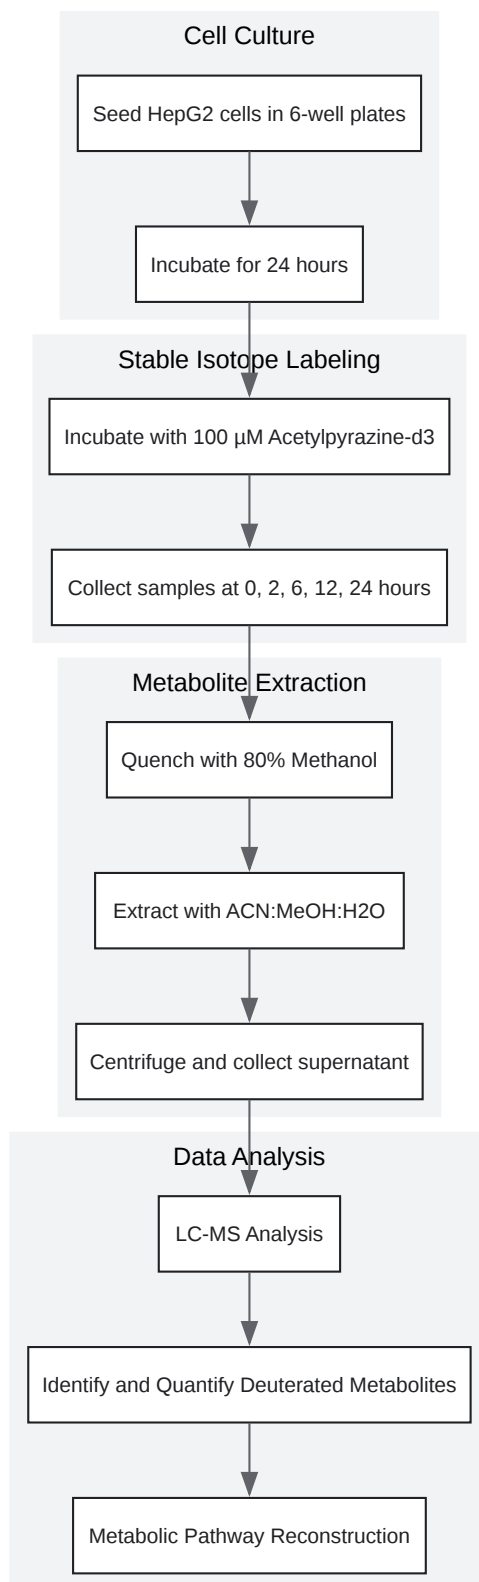 Cell Culture
Seed HepG2 cells in 6-well plates
Incubate for 24 hours
Stable Isotope Labeling
Incubate with 100 µM Acetylpyrazine-d3
Collect samples at 0, 2, 6, 12, 24 hours
Metabolite Extraction
Quench with 80% Methanol
Extract with ACN:MeOH:H2O
Centrifuge and collect supernatant
Data Analysis
LC-MS Analysis
Identify and Quantify Deuterated Metabolites
Metabolic Pathway Reconstruction